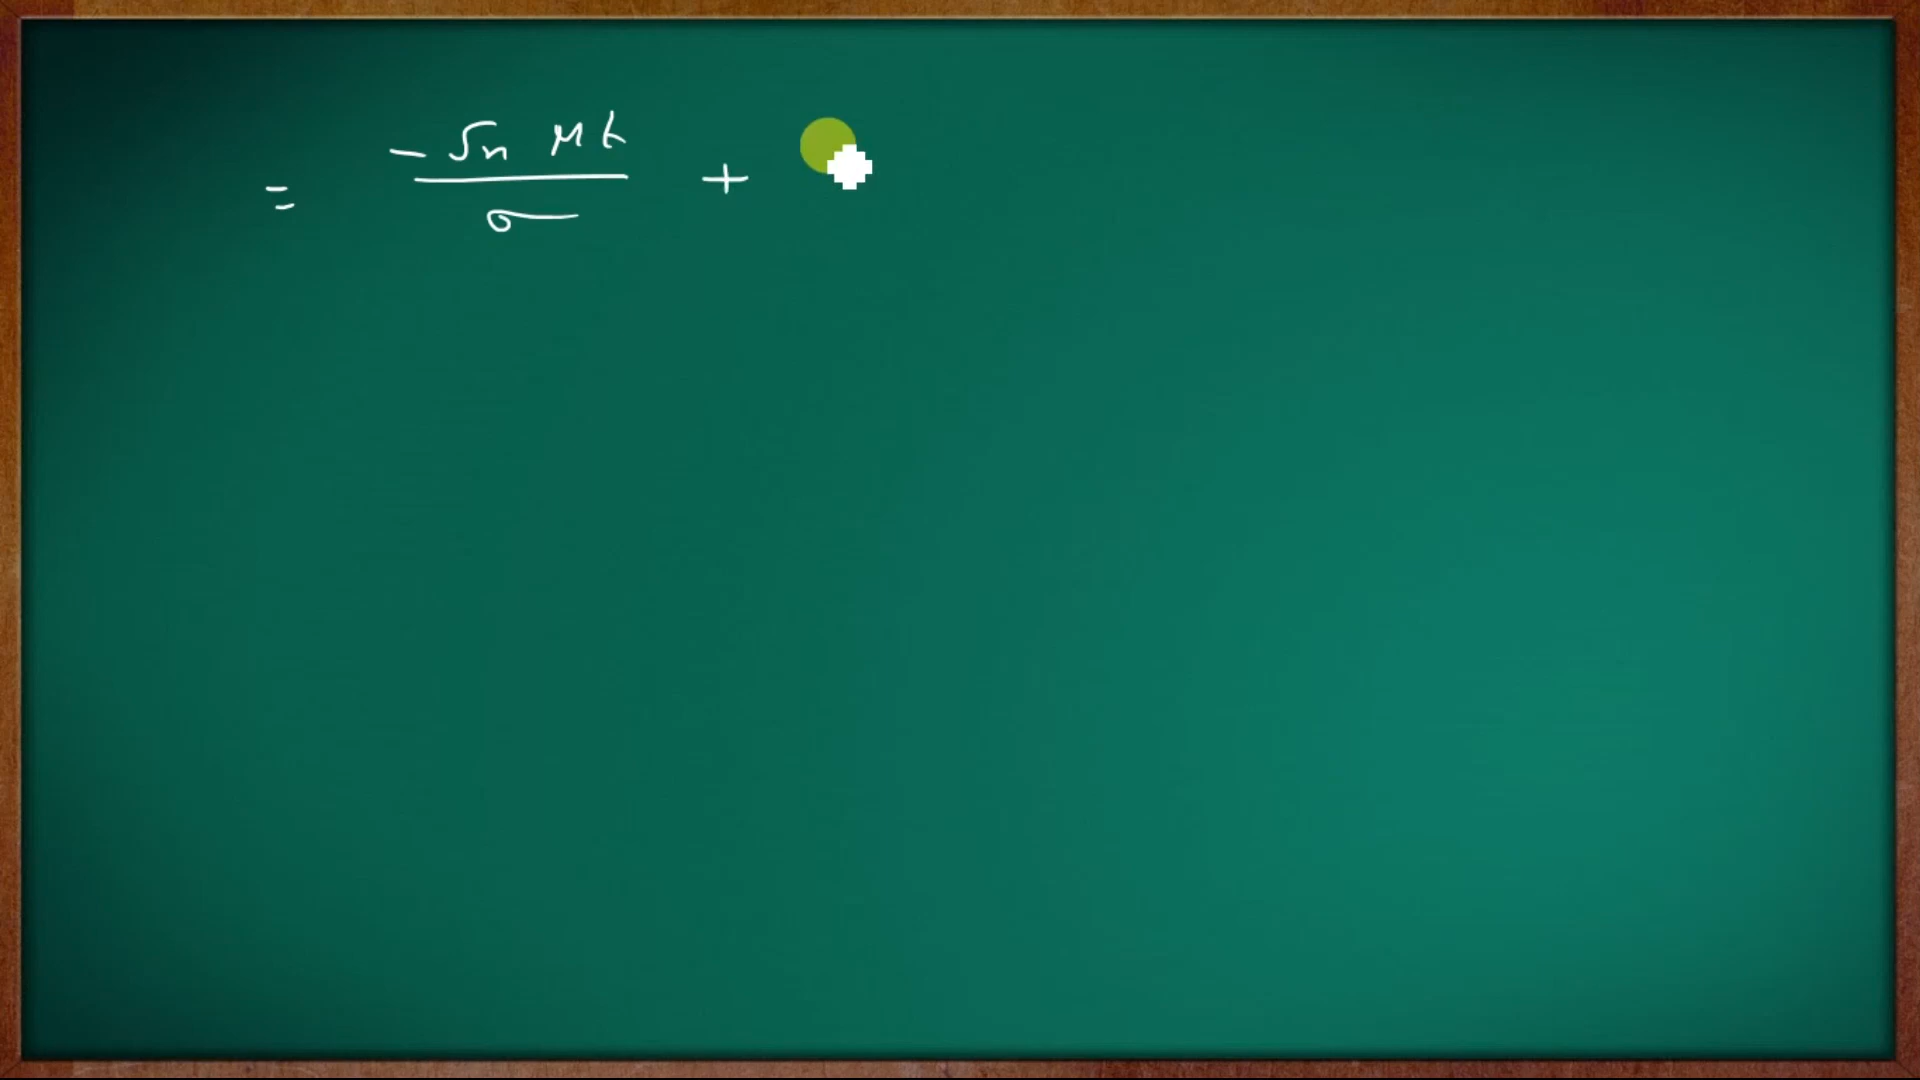 = -√n μt / σ +